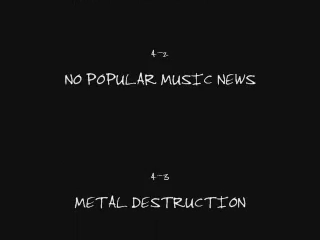 4-2
NO POPULAR MUSIC NEWS
4-3
METAL DESTRUCTION